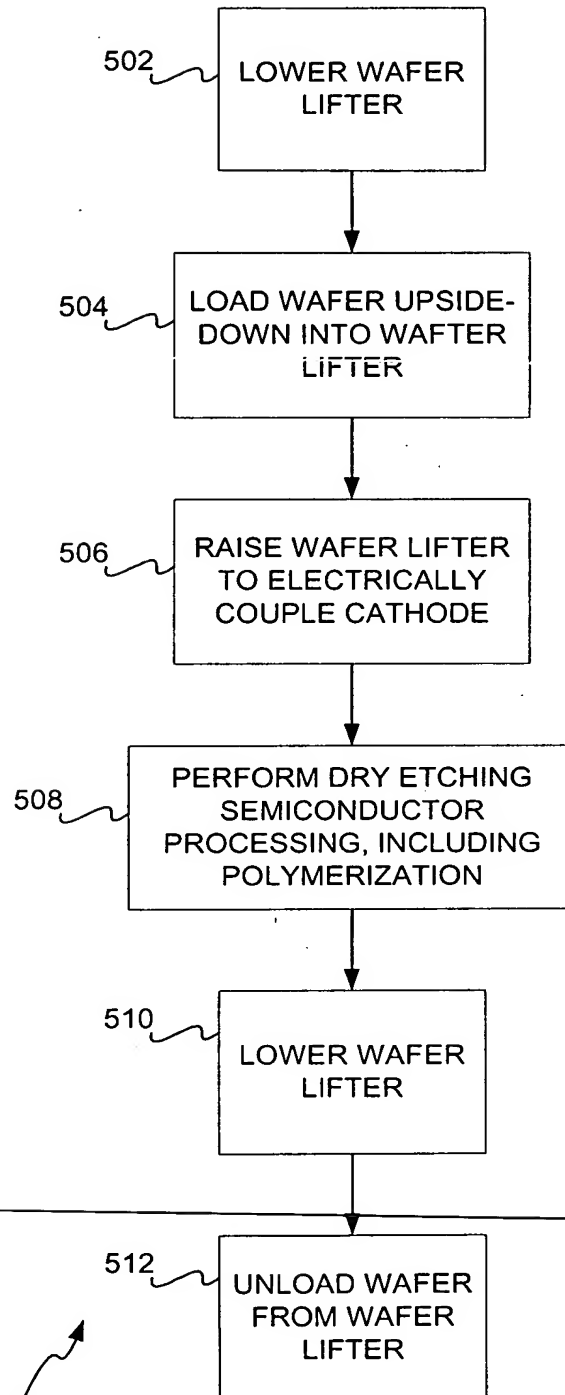 502
LOWER WAFER
LIFTER
504
LOAD WAFER UPSIDE-
DOWN INTO WAFTER
LIFTER
506
RAISE WAFER LIFTER
TO ELECTRICALLY
COUPLE CATHODE
508
PERFORM DRY ETCHING
SEMICONDUCTOR
PROCESSING, INCLUDING
POLYMERIZATION
510
LOWER WAFER
LIFTER
512
UNLOAD WAFER
FROM WAFER
LIFTER